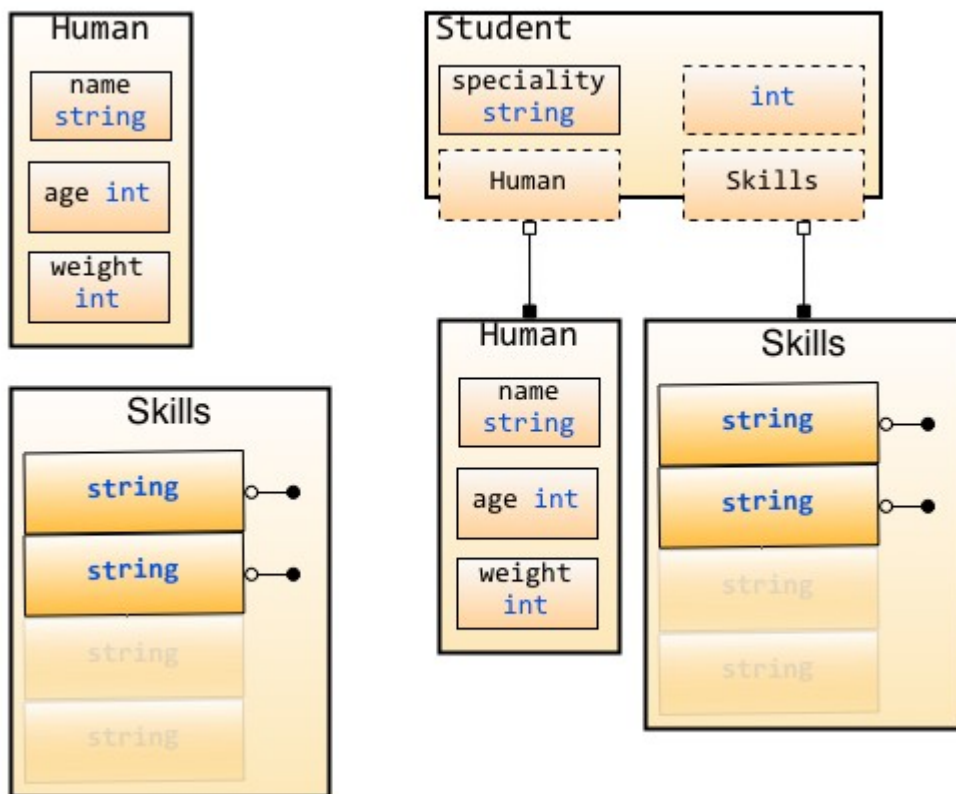 Human
name
string
age int
weight
int
Skills
string
string
string
string
Student
speciality
string
int
Human
Skills
Human
name
string
age int
weight
int
Skills
string
string
string
string